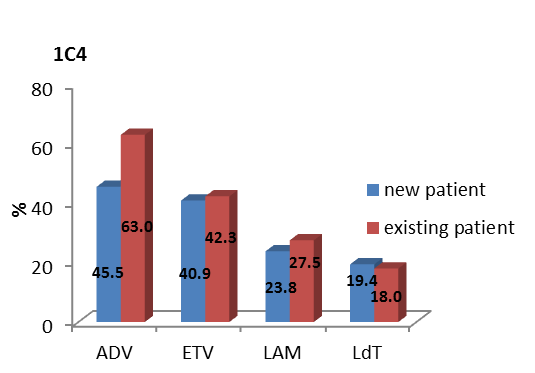 1C4
80
60
40
20
0
%
45.5
63.0
40.9
42.3
23.8
27.5
19.4
18.0
ADV
ETV
LAM
LdT
new patient
existing patient